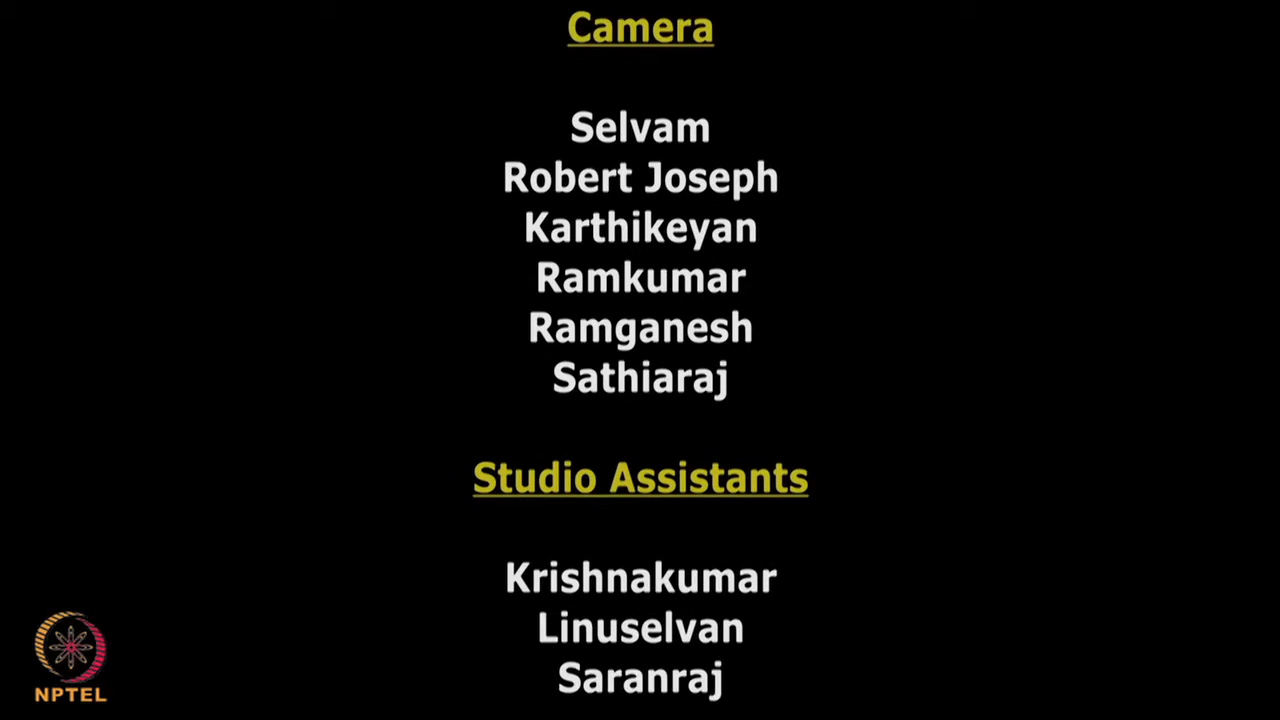 Camera
Selvam
Robert Joseph
Karthikeyan
Ramkumar
Ramganesh
Sathiaraj
Studio Assistants
Krishnakumar
Linuselvan
Saranraj
NPTEL